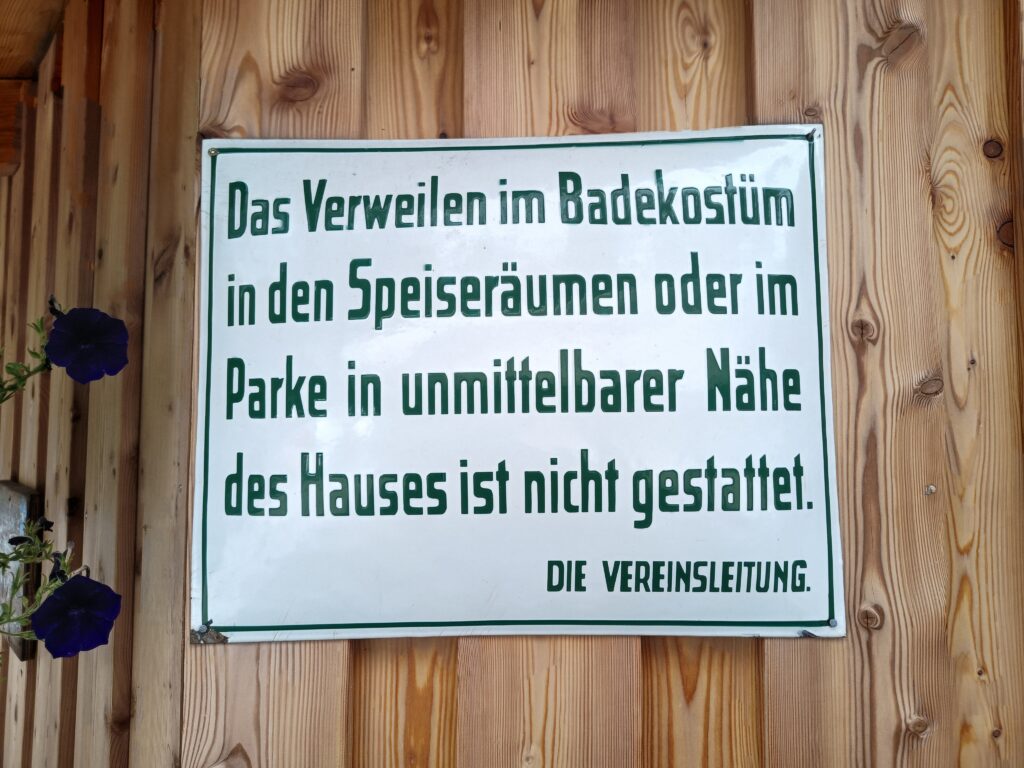 Das Verweilen im Badekostüm
in den Speiseräumen oder im
Parke in unmittelbarer Nähe
des Hauses ist nicht gestattet.
DIE VEREINSLEITUNG.